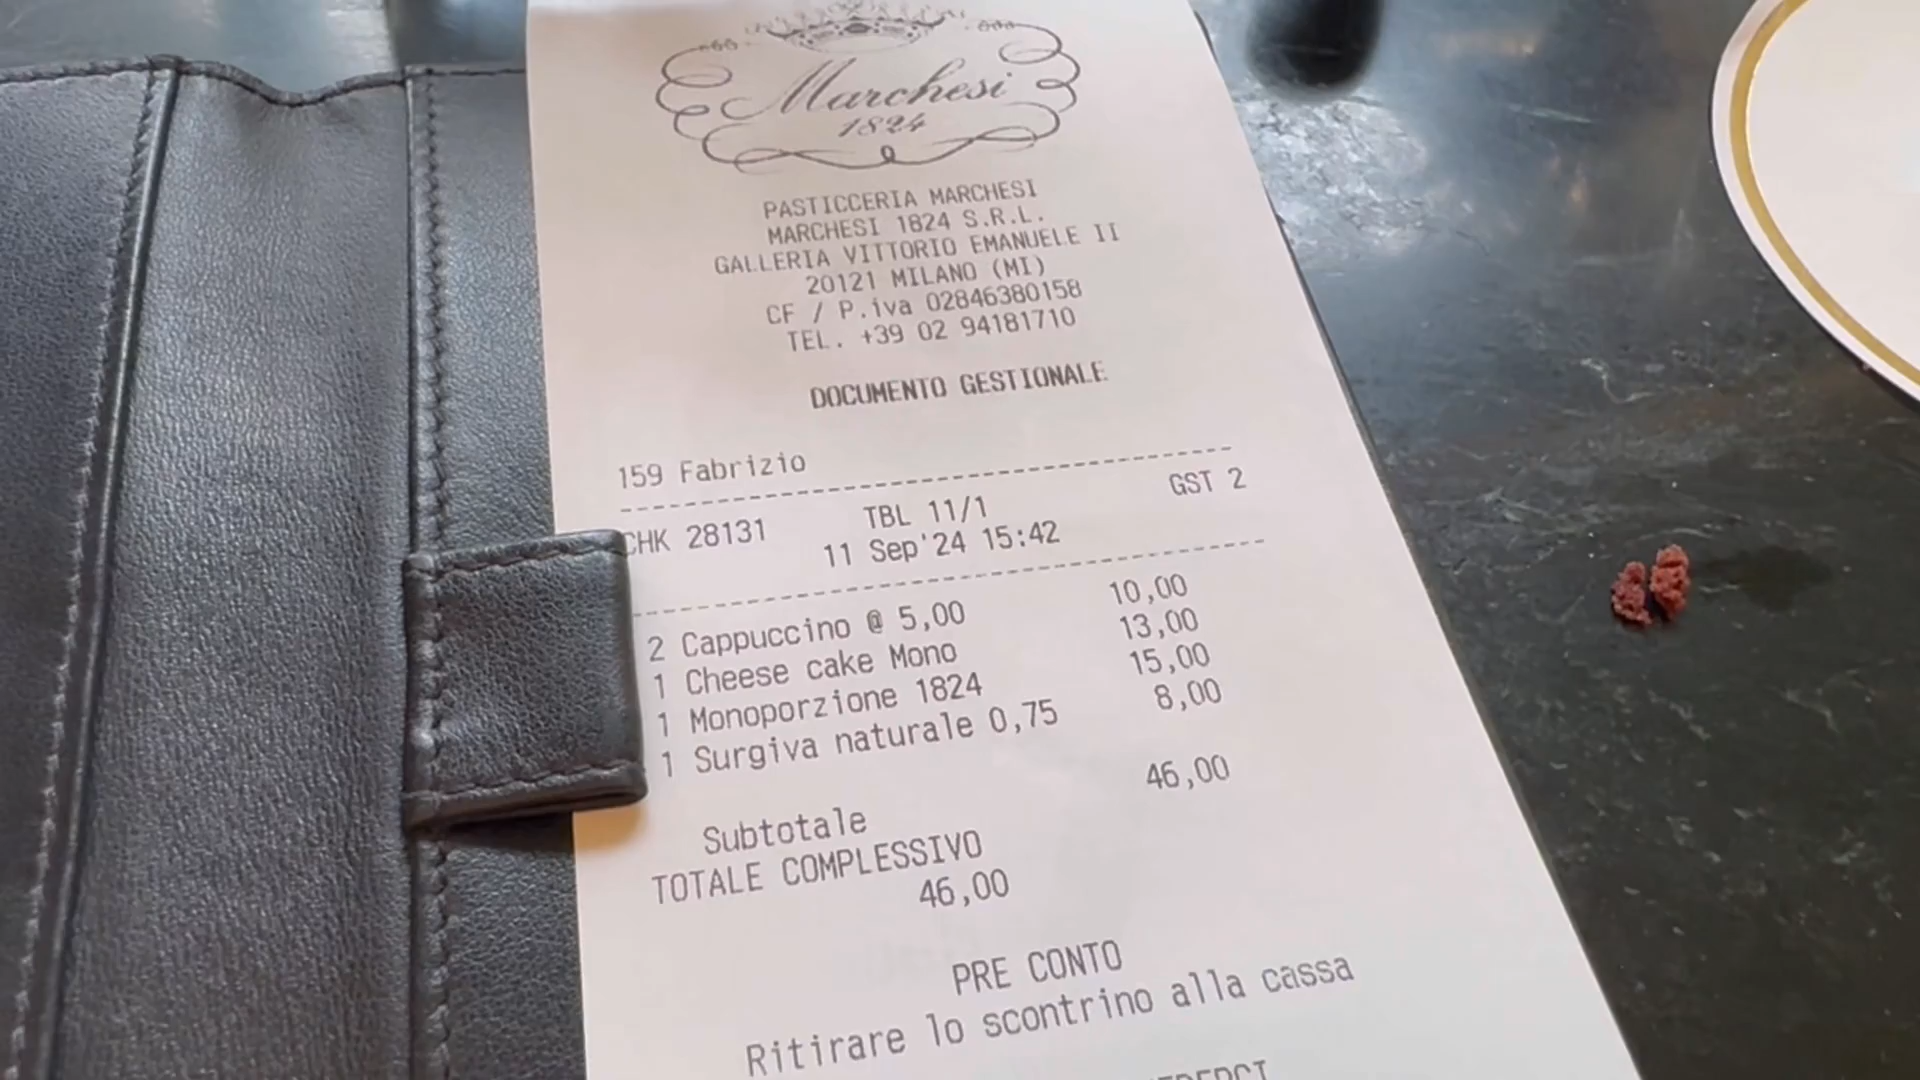 Marchesi
1824
PASTICCERIA MARCHESI
MARCHESI 1824 S.R.L.
GALLERIA VITTORIO EMANUELE II
20121 MILANO (MI)
CF / P.iva 02846380158
TEL. +39 02 94181710
DOCUMENTO GESTIONALE
159 Fabrizio
CHK 28131 TBL 11/1 GST 2
11 Sep'24 15:42
2 Cappuccino @ 5,00 10,00
1 Cheese cake Mono 13,00
1 Monoporzione 1824 15,00
1 Surgiva naturale 0,75 8,00
Subtotale 46,00
TOTALE COMPLESSIVO
46,00
PRE CONTO
Ritirare lo scontrino alla cassa